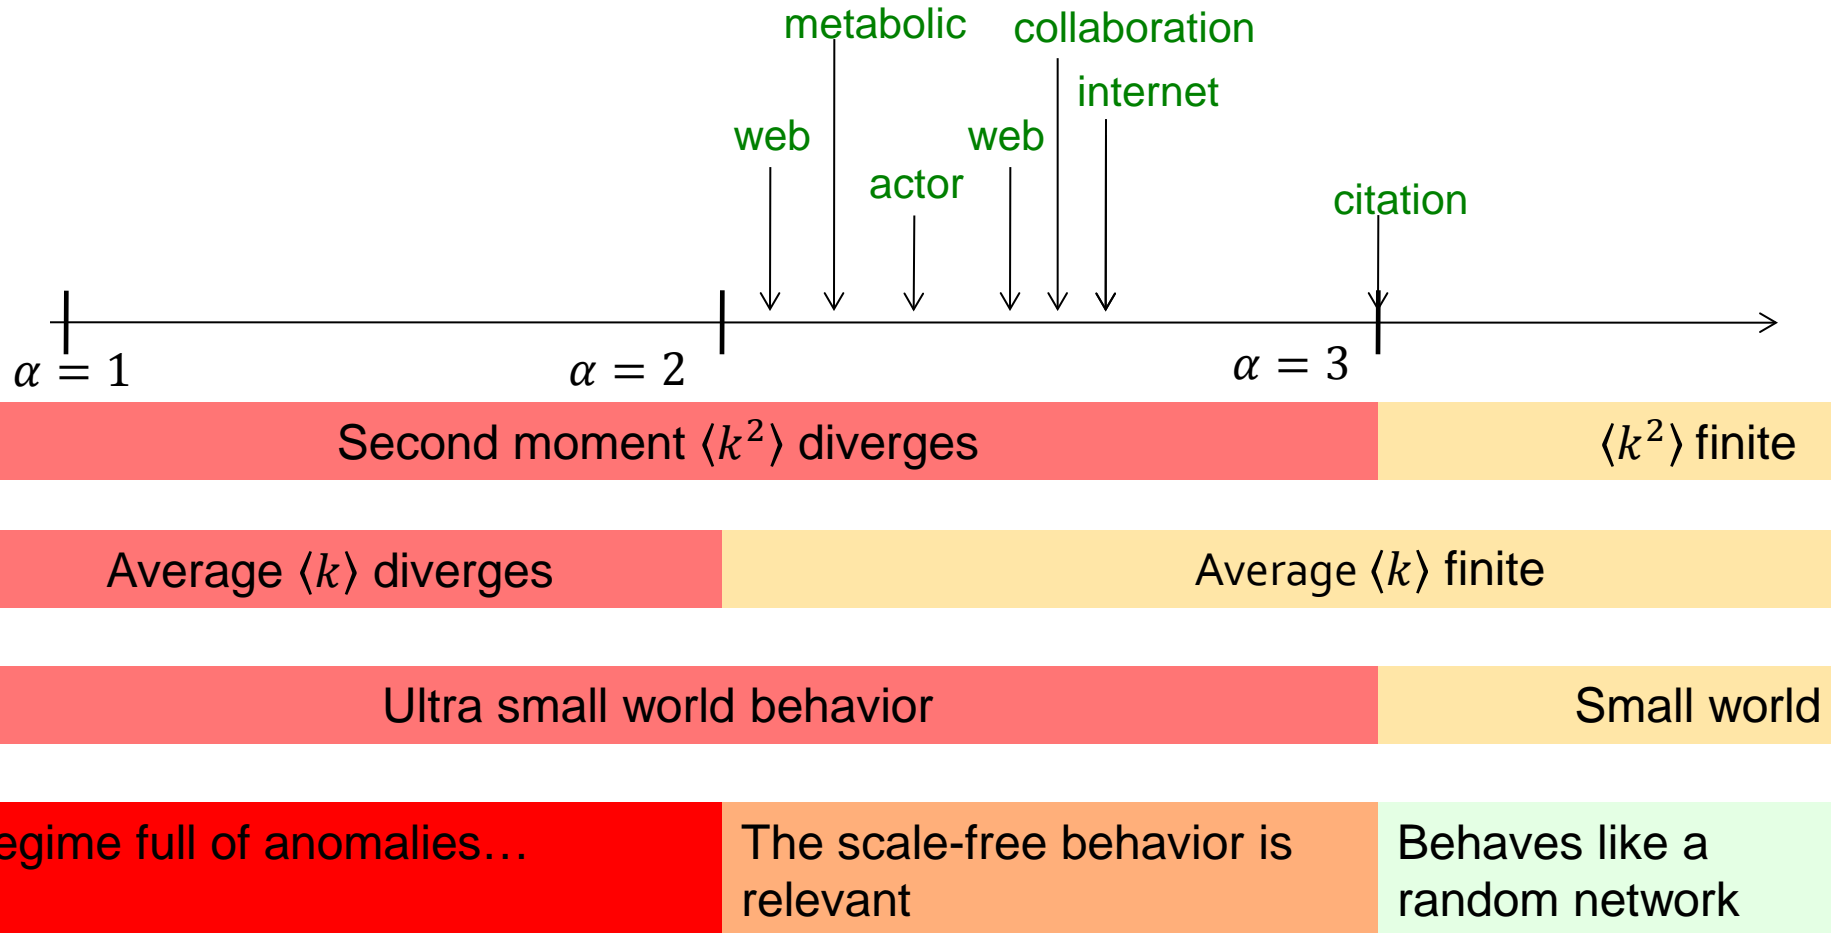 metabolic
collaboration
internet
web
web
actor
citation
α = 1
α = 2
α = 3
Second moment ⟨k²⟩ diverges
⟨k²⟩ finite
Average ⟨k⟩ diverges
Average ⟨k⟩ finite
Ultra small world behavior
Small world
egime full of anomalies…
The scale-free behavior is
relevant
Behaves like a
random network